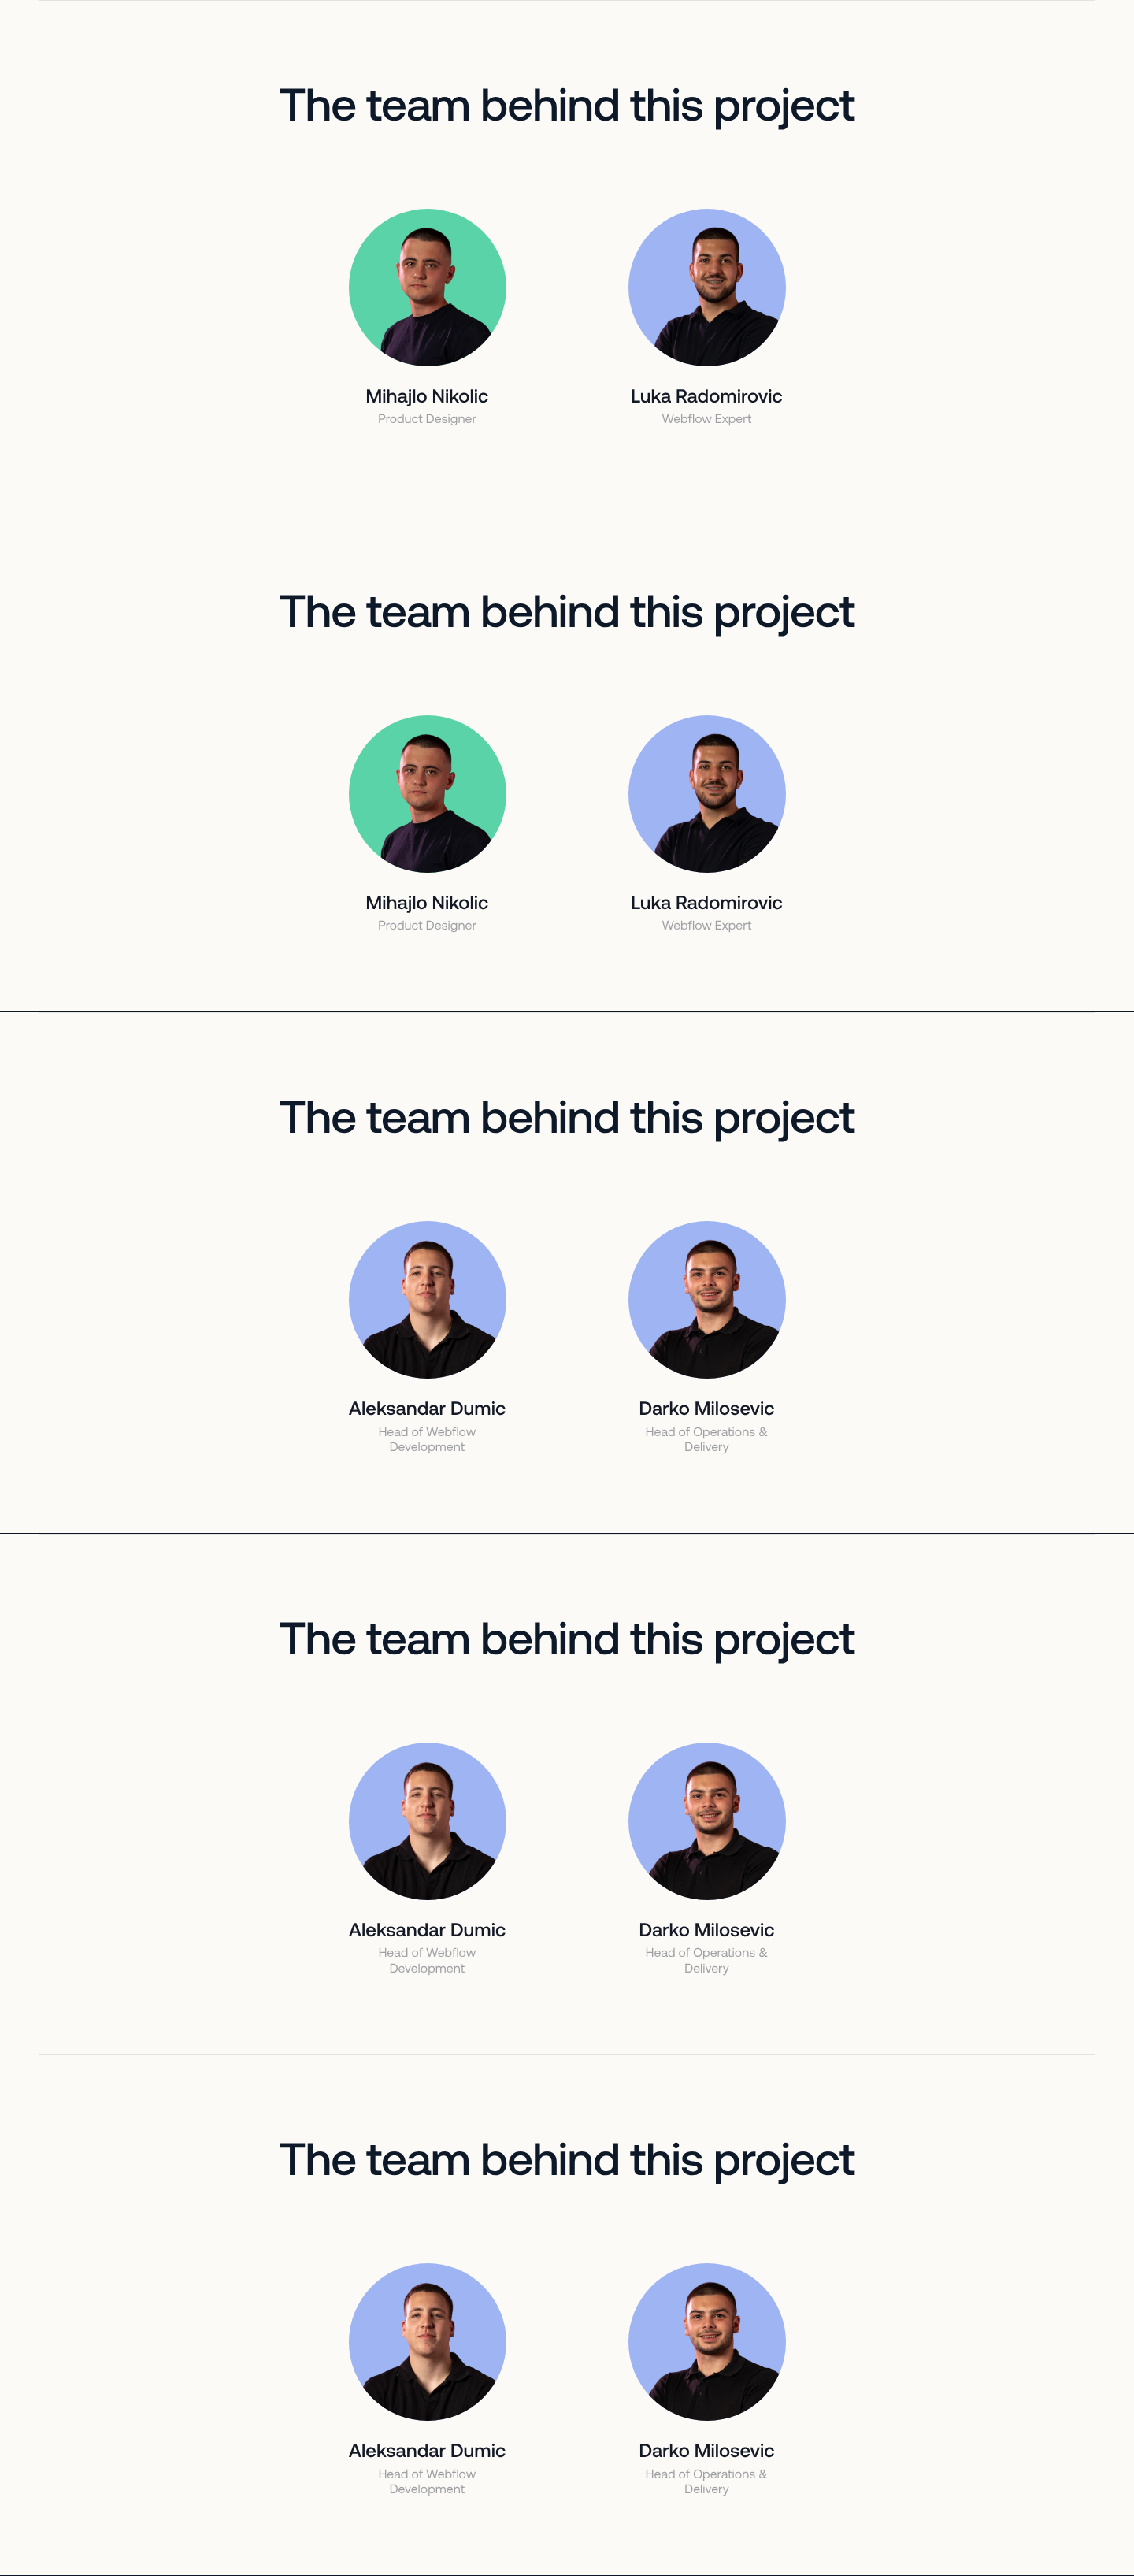 The team behind this project
Mihajlo Nikolic
Product Designer
Luka Radomirovic
Webflow Expert
The team behind this project
Mihajlo Nikolic
Product Designer
Luka Radomirovic
Webflow Expert
The team behind this project
Aleksandar Dumic
Head of Webflow
Development
Darko Milosevic
Head of Operations &
Delivery
The team behind this project
Aleksandar Dumic
Head of Webflow
Development
Darko Milosevic
Head of Operations &
Delivery
The team behind this project
Aleksandar Dumic
Head of Webflow
Development
Darko Milosevic
Head of Operations &
Delivery